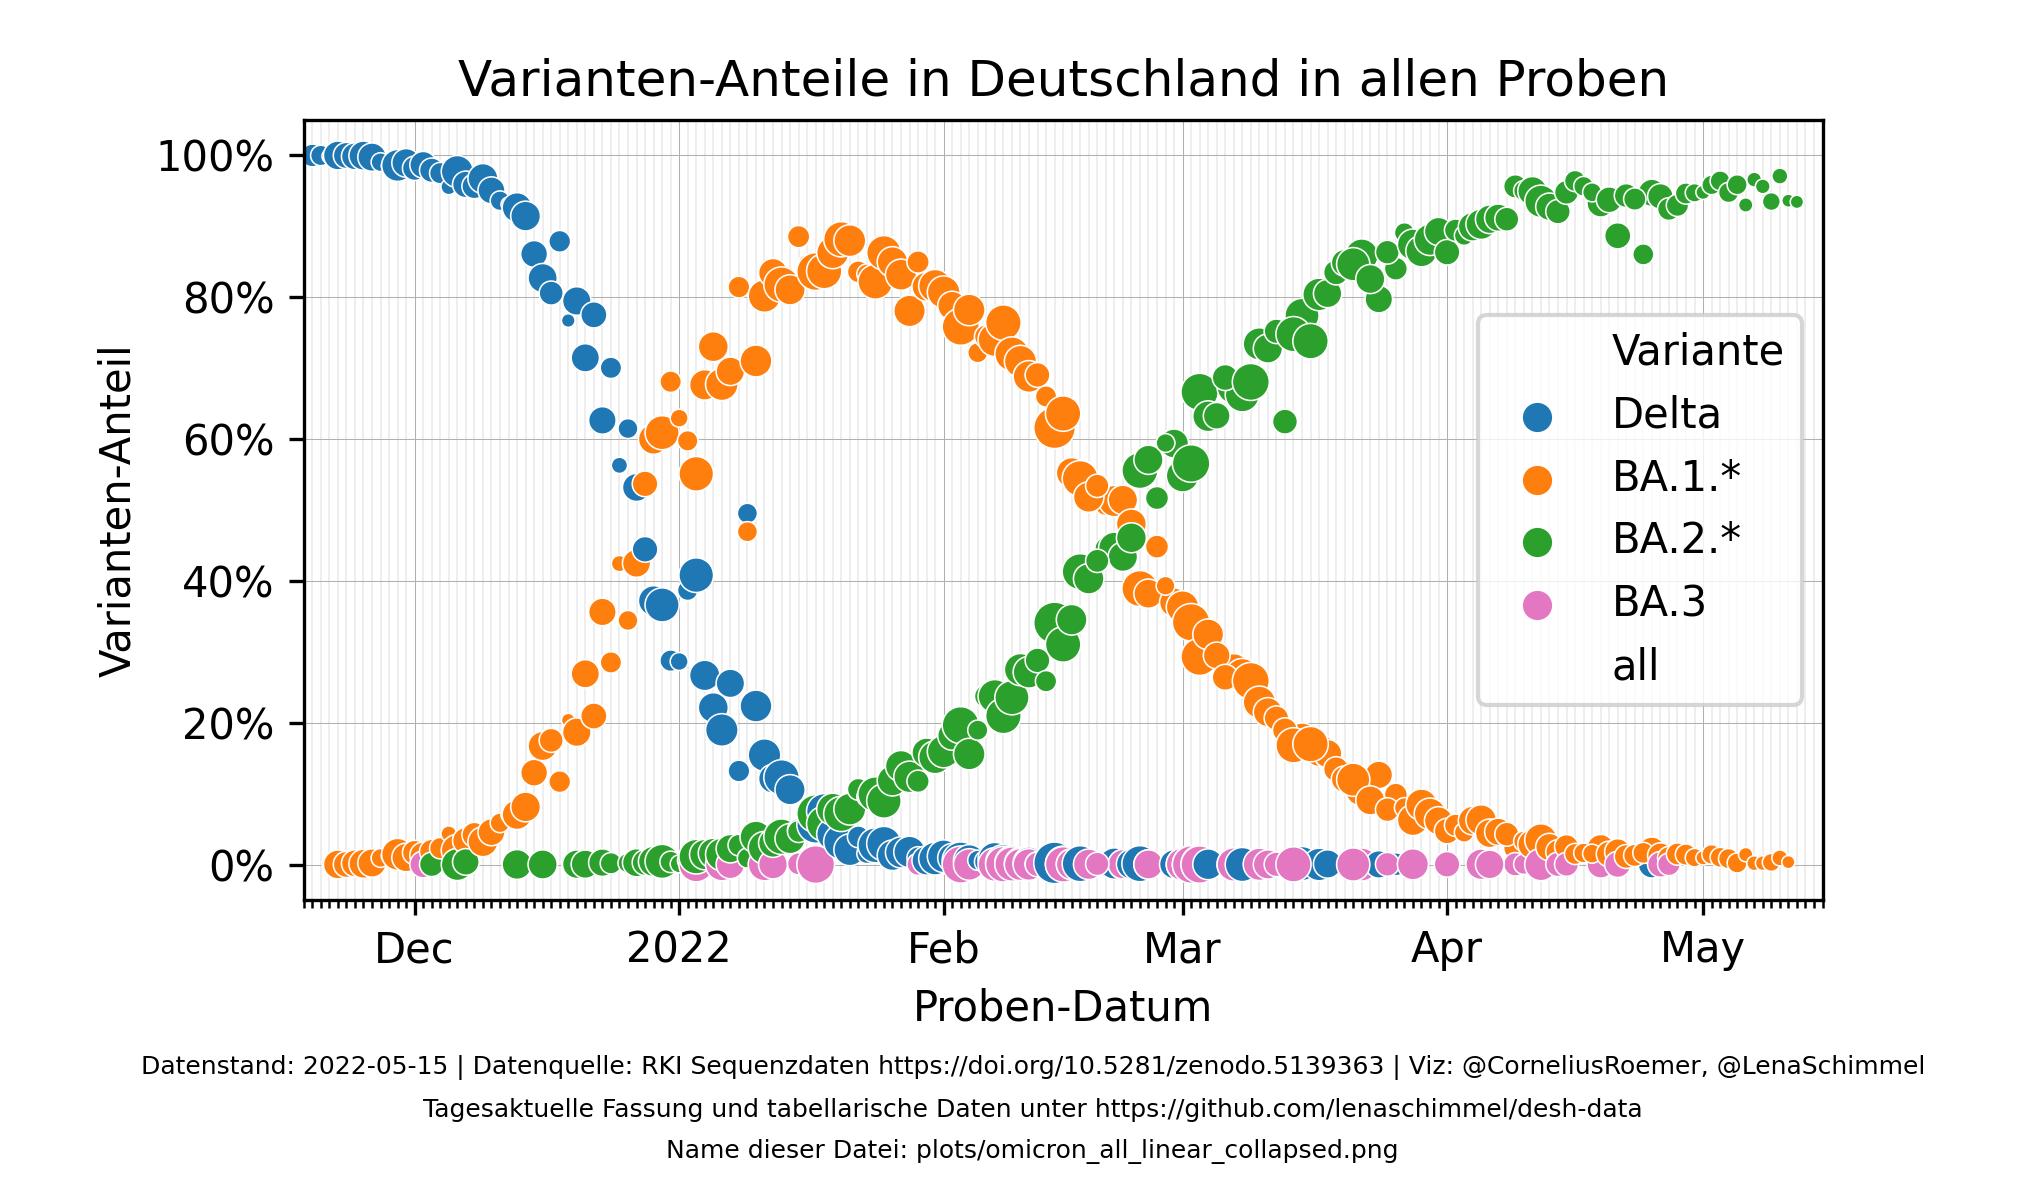 Varianten-Anteile in Deutschland in allen Proben
100%
80%
60%
40%
20%
0%
Varianten-Anteil
Variante
Delta
BA.1.*
BA.2.*
BA.3
all
Dec
2022
Feb
Mar
Apr
May
Proben-Datum
Datenstand: 2022-05-15 | Datenquelle: RKI Sequenzdaten https://doi.org/10.5281/zenodo.5139363 | Viz: @CorneliusRoemer, @LenaSchimmel
Tagesaktuelle Fassung und tabellarische Daten unter https://github.com/lenaschimmel/desh-data
Name dieser Datei: plots/omicron_all_linear_collapsed.png